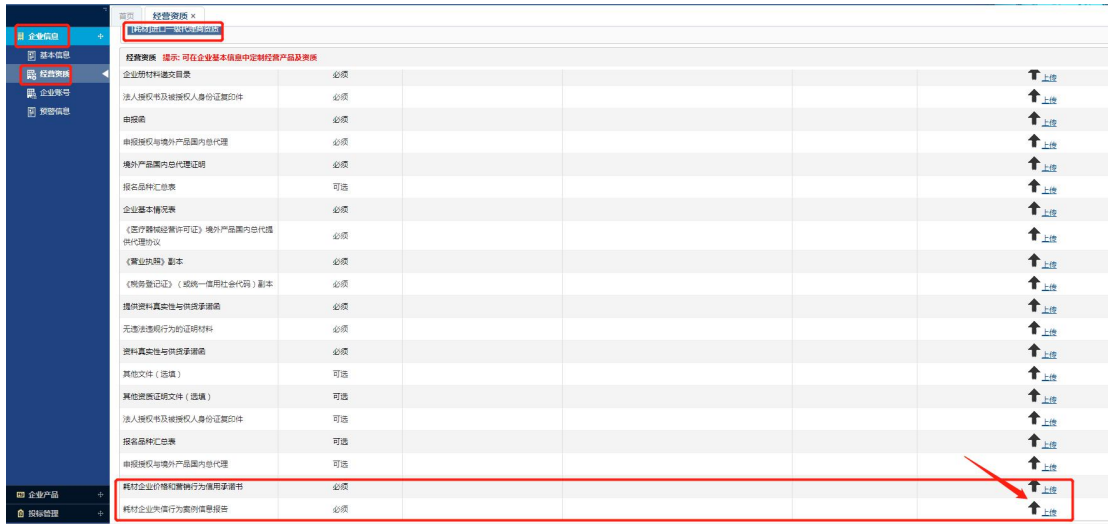 首页 经营资质 ×
企业信息
基本信息
经营资质
企业账号
预警信息
企业产品
投标管理
[耗材]进口一级代理商资质
经营资质 提示: 可在企业基本信息中定制经营产品及资质
企业册材料递交目录 必须 上传
法人授权书及被授权人身份证复印件 必须 上传
申报函 必须 上传
申报授权与境外产品国内总代理 必须 上传
境外产品国内总代理证明 必须 上传
报名品种汇总表 可选 上传
企业基本情况表 必须 上传
《医疗器械经营许可证》境外产品国内总代提
供代理协议 必须 上传
《营业执照》副本 必须 上传
《税务登记证》（或统一信用社会代码）副本 必须 上传
提供资料真实性与供货承诺函 必须 上传
无违法违规行为的证明材料 必须 上传
资料真实性与供货承诺函 必须 上传
其他文件（选填） 可选 上传
其他资质证明文件（选填） 可选 上传
法人授权书及被授权人身份证复印件 可选 上传
报名品种汇总表 可选 上传
申报授权与境外产品国内总代理 可选 上传
耗材企业价格和营销行为信用承诺书 必须 上传
耗材企业失信行为案例信息报告 必须 上传